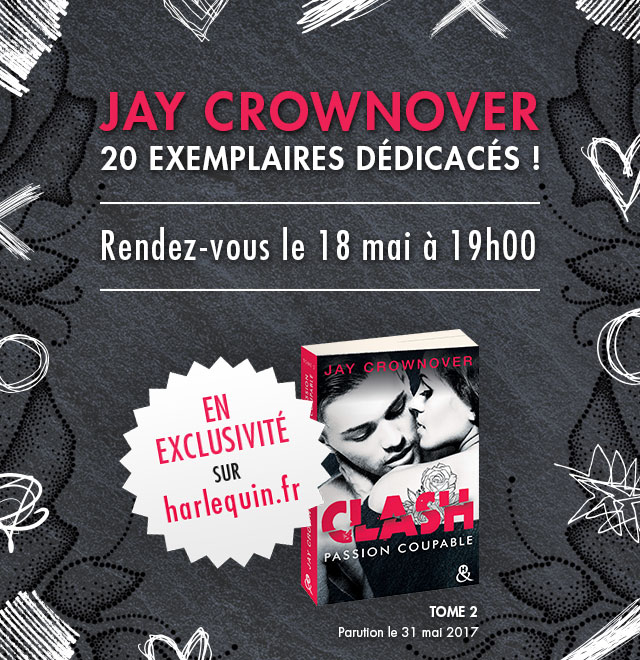 JAY CROWNOVER
20 EXEMPLAIRES DÉDICACÉS !
Rendez-vous le 18 mai à 19h00
EN
EXCLUSIVITÉ
SUR
harlequin.fr
JAY CROWNOVER
CLASH
PASSION COUPABLE
H
&
TOME 2
Parution le 31 mai 2017